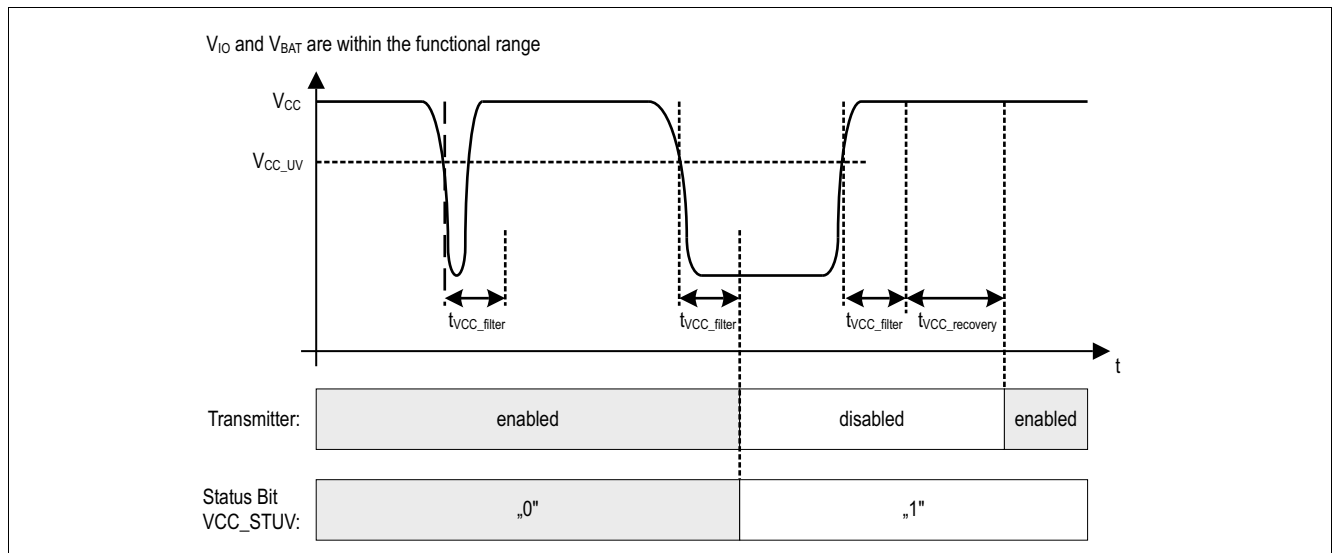 VIO and VBAT are within the functional range
VCC
VCC_UV
tVCC_filter
tVCC_filter
tVCC_filter
tVCC_recovery
t
Transmitter:
enabled
disabled
enabled
Status Bit
VCC_STUV:
„0"
„1"